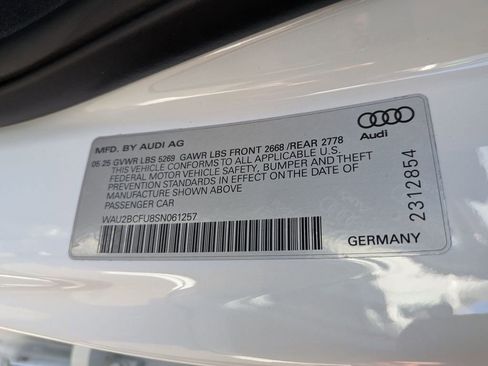 MFD. BY AUDI AG
05 25 GVWR LBS 5269 GAWR LBS FRONT 2668 / REAR 2778
THIS VEHICLE CONFORMS TO ALL APPLICABLE U.S.
FEDERAL MOTOR VEHICLE SAFETY, BUMPER AND THEFT
PREVENTION STANDARDS IN EFFECT ON THE DATE OF
MANUFACTURE SHOWN ABOVE
PASSENGER CAR
WAU2BCFU8SN061257
Audi
2312854
GERMANY